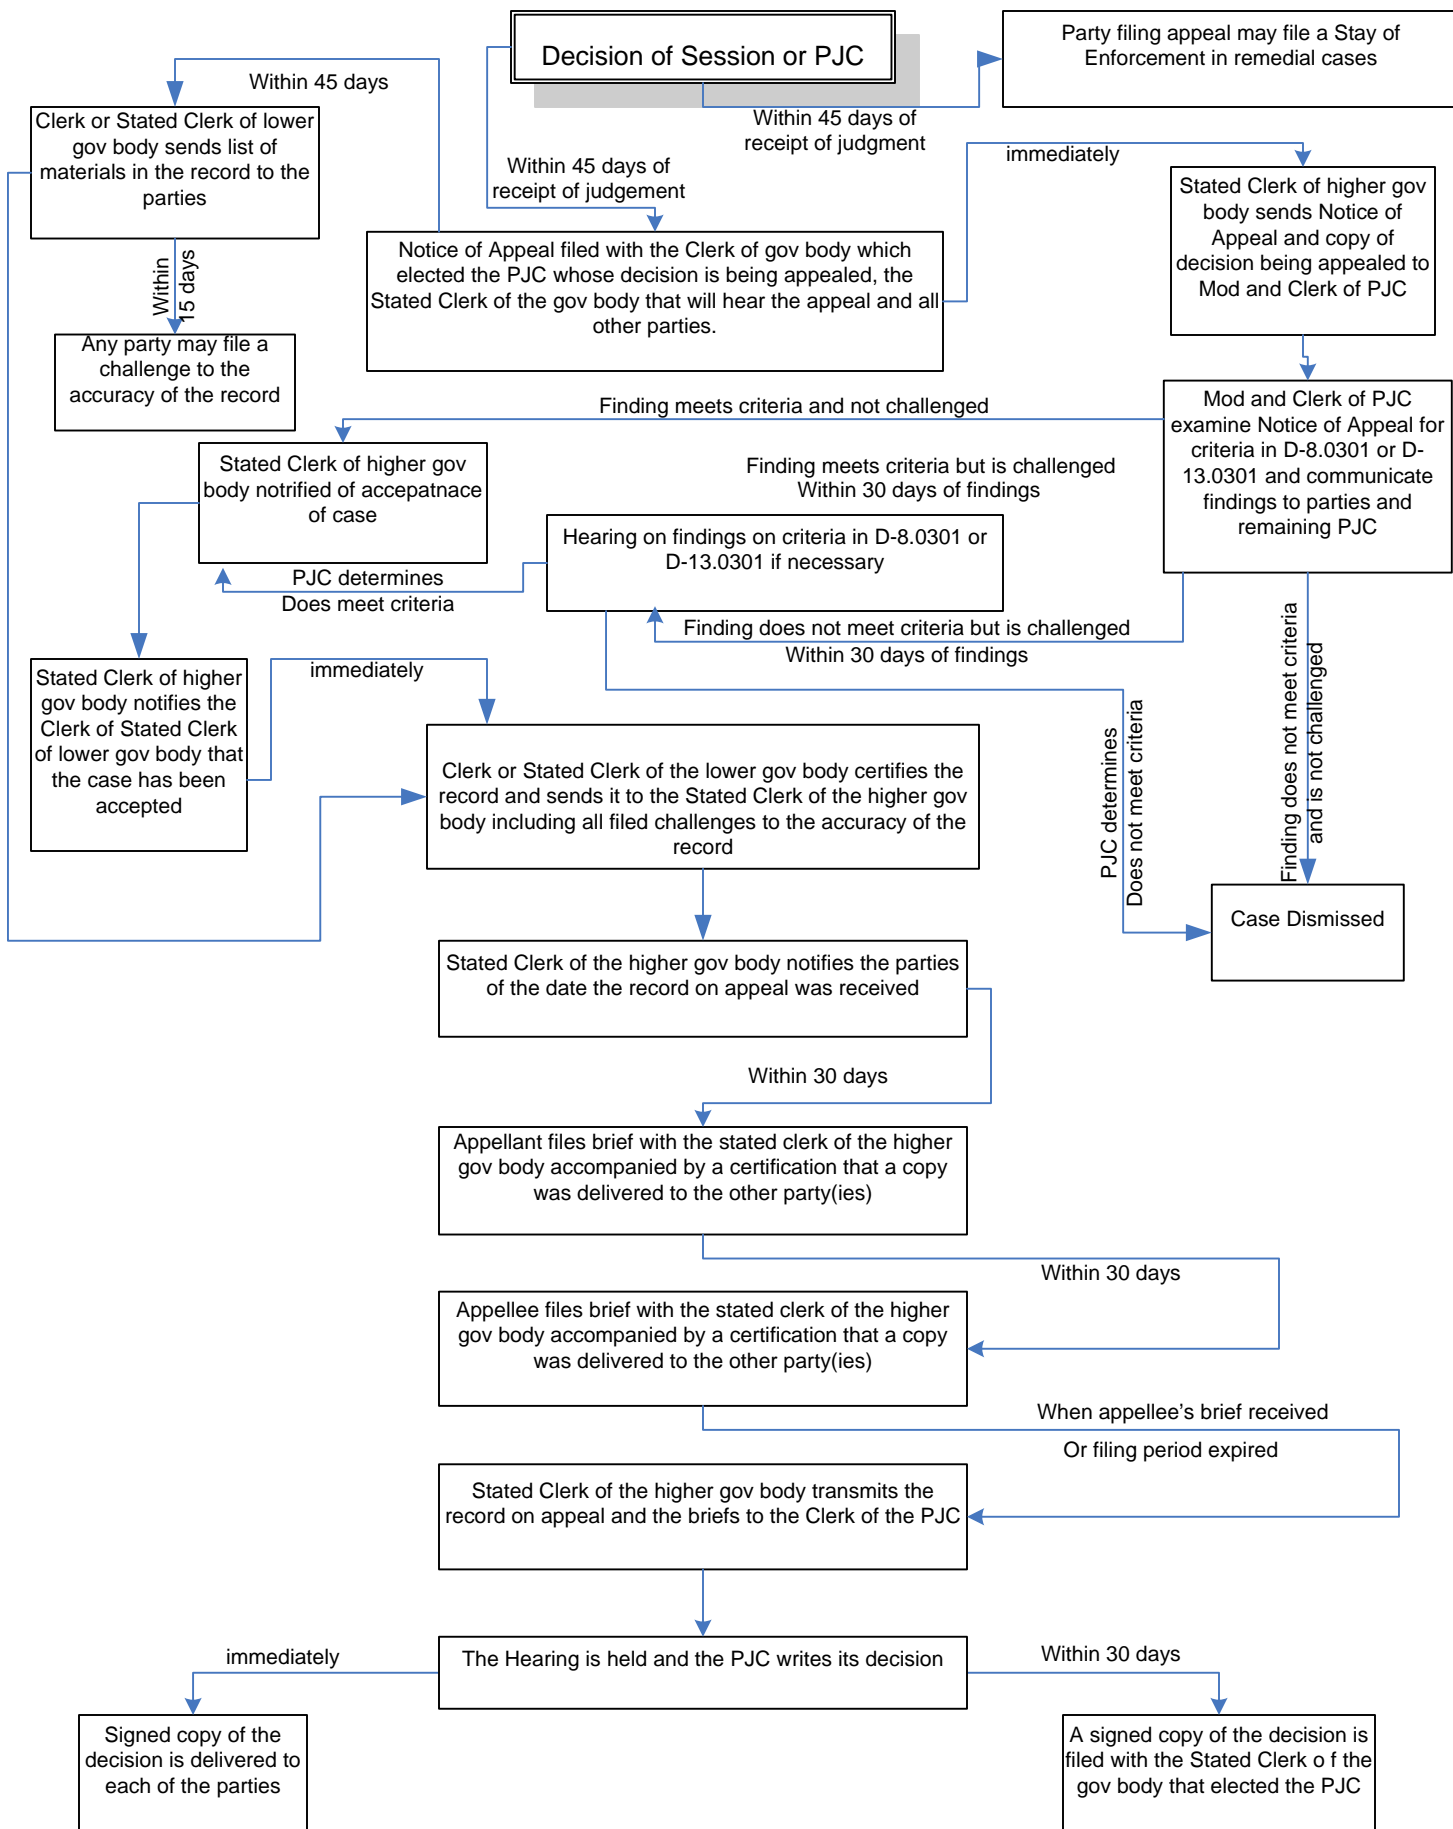 Decision of Session or PJC
Party filing appeal may file a Stay of
Enforcement in remedial cases
Within 45 days
Within 45 days of
receipt of judgment
Within 45 days of
receipt of judgement
immediately
Clerk or Stated Clerk of lower
gov body sends list of
materials in the record to the
parties
Notice of Appeal filed with the Clerk of gov body which
elected the PJC whose decision is being appealed, the
Stated Clerk of the gov body that will hear the appeal and all
other parties.
Stated Clerk of higher gov
body sends Notice of
Appeal and copy of
decision being appealed to
Mod and Clerk of PJC
Within
15 days
Any party may file a
challenge to the
accuracy of the record
Finding meets criteria and not challenged
Mod and Clerk of PJC
examine Notice of Appeal for
criteria in D-8.0301 or D-
13.0301 and communicate
findings to parties and
remaining PJC
Stated Clerk of higher gov
body notrified of accepatnace
of case
Finding meets criteria but is challenged
Within 30 days of findings
Hearing on findings on criteria in D-8.0301 or
D-13.0301 if necessary
PJC determines
Does meet criteria
Finding does not meet criteria but is challenged
Within 30 days of findings
Finding does not meet criteria
and is not challenged
Stated Clerk of higher
gov body notifies the
Clerk of Stated Clerk
of lower gov body that
the case has been
accepted
immediately
PJC determines
Does not meet criteria
Clerk or Stated Clerk of the lower gov body certifies the
record and sends it to the Stated Clerk of the higher gov
body including all filed challenges to the accuracy of the
record
Case Dismissed
Stated Clerk of the higher gov body notifies the parties
of the date the record on appeal was received
Within 30 days
Appellant files brief with the stated clerk of the higher
gov body accompanied by a certification that a copy
was delivered to the other party(ies)
Within 30 days
Appellee files brief with the stated clerk of the higher
gov body accompanied by a certification that a copy
was delivered to the other party(ies)
When appellee’s brief received
Or filing period expired
Stated Clerk of the higher gov body transmits the
record on appeal and the briefs to the Clerk of the PJC
immediately
The Hearing is held and the PJC writes its decision
Within 30 days
Signed copy of the
decision is delivered to
each of the parties
A signed copy of the decision is
filed with the Stated Clerk o f the
gov body that elected the PJC